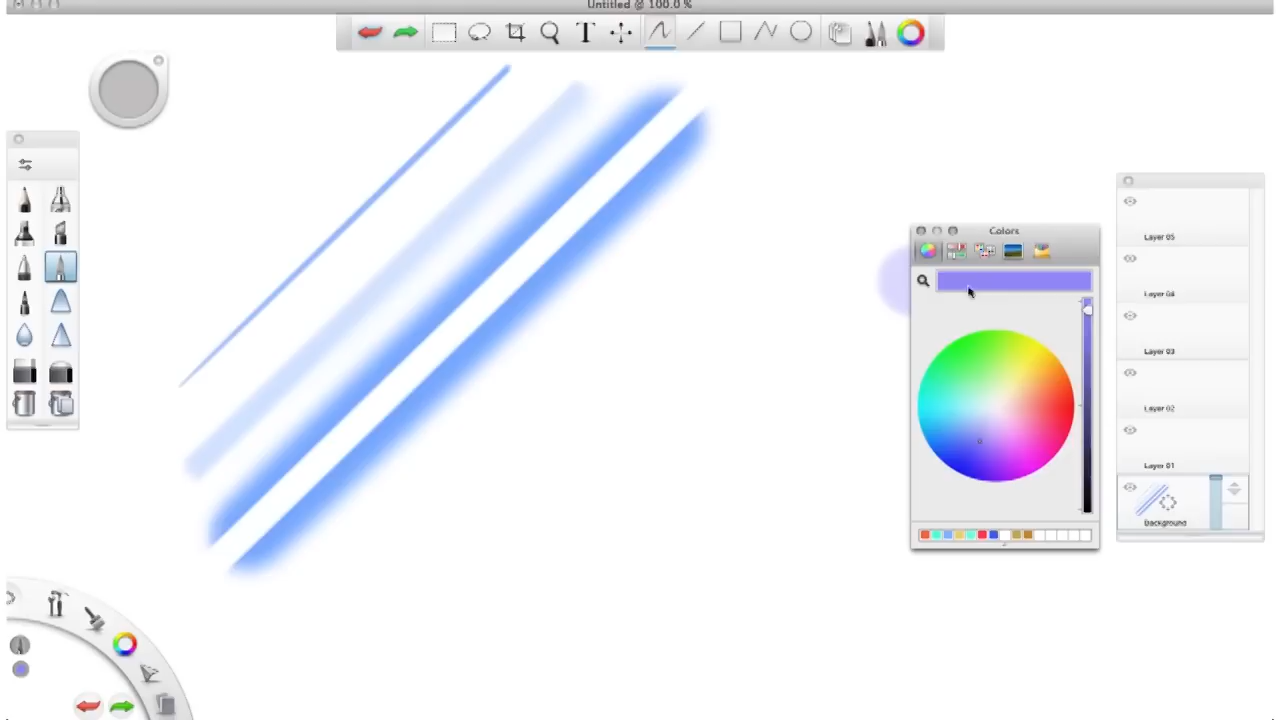 Untitled @ 100.0 %
T
Colors
Layer 05
Layer 04
Layer 03
Layer 02
Layer 01
Background